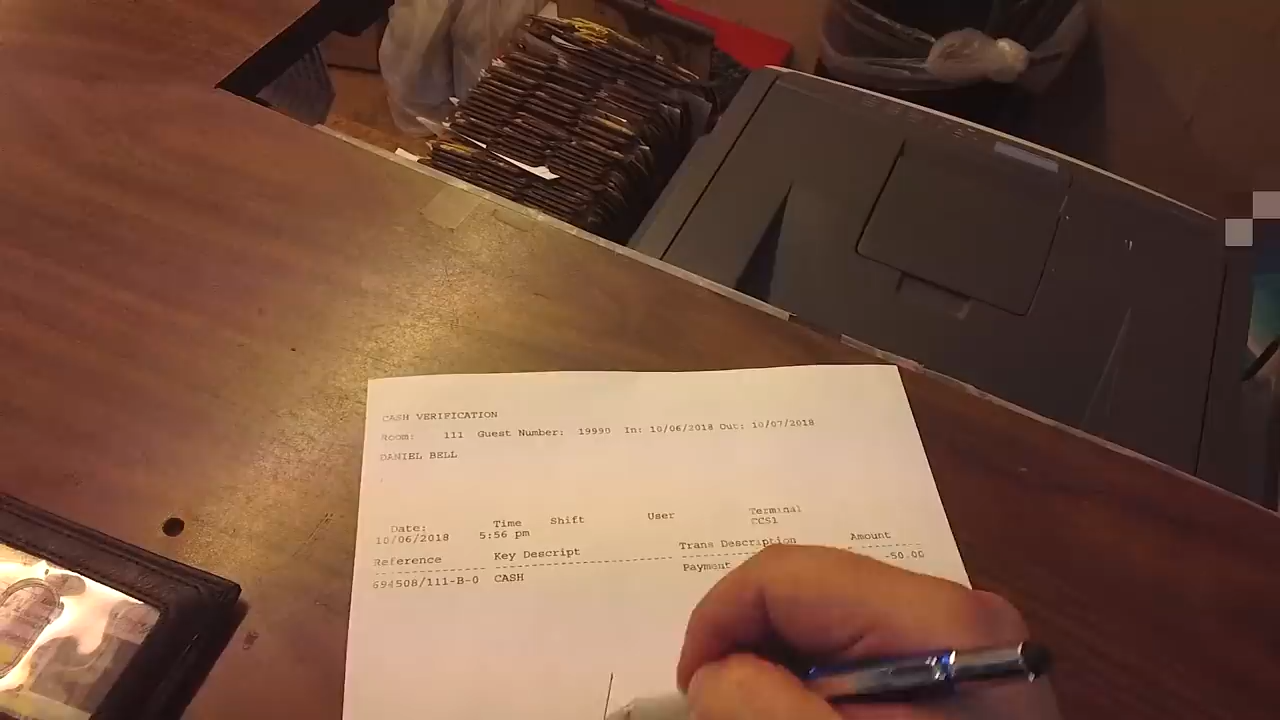 CASH VERIFICATION
Room: 111 Guest Number: 19990 In: 10/06/2018 Out: 10/07/2018
DANIEL BELL
Date: Time Shift User Terminal
10/06/2018 5:56 pm CCS1
Reference Key Descript Trans Description Amount
694508/111-B-0 CASH Payment -50.00